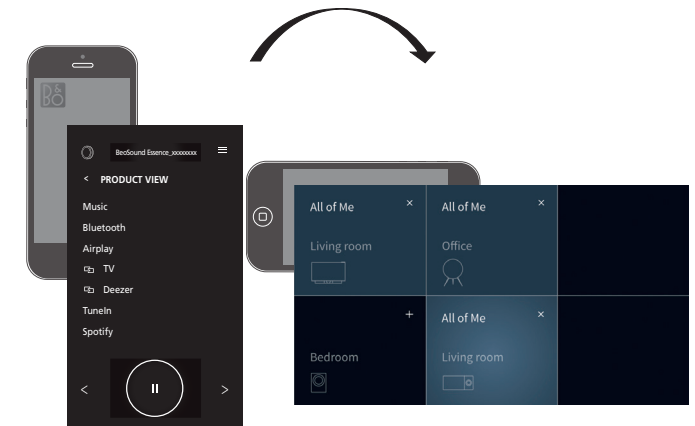 B&O
BeoSound Essence_xxxxxxxx
< PRODUCT VIEW
Music
Bluetooth
Airplay
TV
Deezer
TuneIn
Spotify
All of Me ×
Living room
All of Me ×
Office
+
Bedroom
All of Me ×
Living room